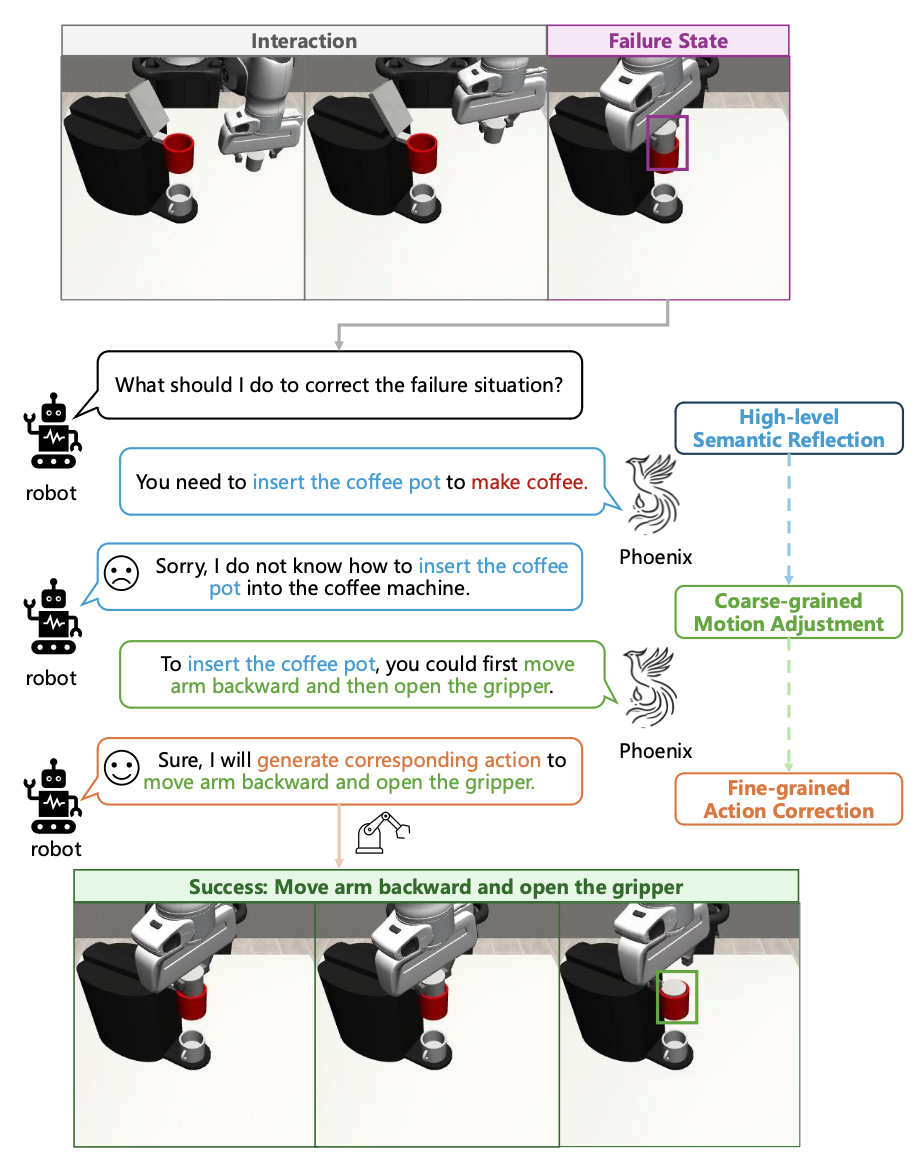 Interaction
Failure State
What should I do to correct the failure situation?
robot
High-level
Semantic Reflection
You need to insert the coffee pot to make coffee.
Phoenix
Sorry, I do not know how to insert the coffee
pot into the coffee machine.
robot
Coarse-grained
Motion Adjustment
To insert the coffee pot, you could first move
arm backward and then open the gripper.
Phoenix
Sure, I will generate corresponding action to
move arm backward and open the gripper.
robot
Fine-grained
Action Correction
Success: Move arm backward and open the gripper